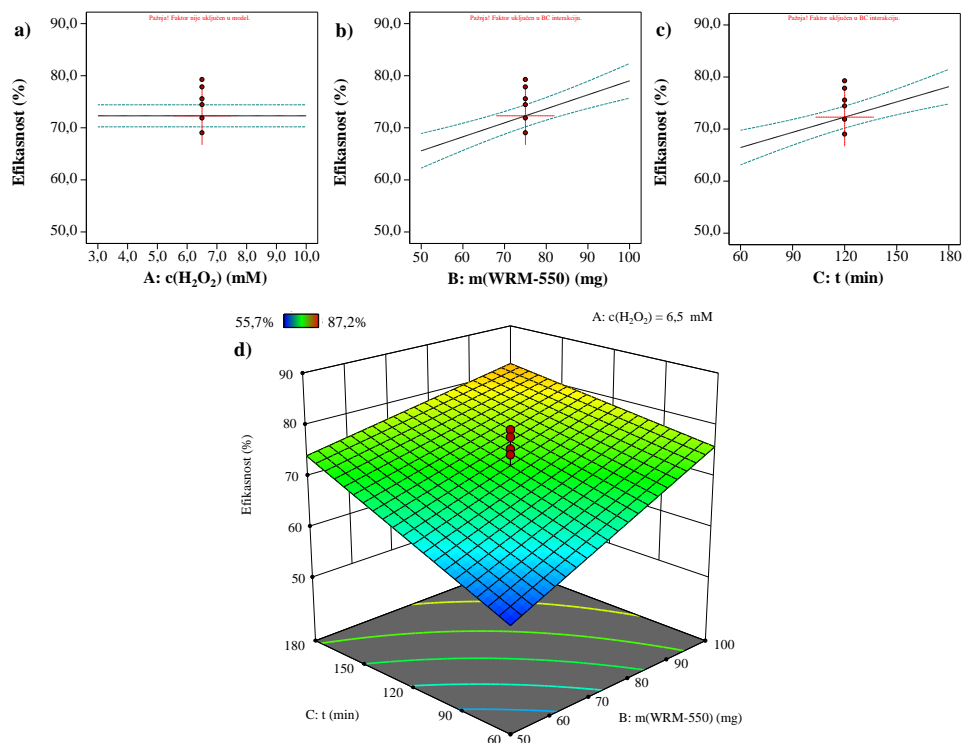 a)
Pažnja! Faktor nije uključen u model.
Efikasnost (%)
90,0
80,0
70,0
60,0
50,0
3,0 4,0 5,0 6,0 7,0 8,0 9,0 10,0
A: c(H₂O₂) (mM)
b)
Pažnja! Faktor uključen u BC interakciju.
Efikasnost (%)
90,0
80,0
70,0
60,0
50,0
50 60 70 80 90 100
B: m(WRM-550) (mg)
c)
Pažnja! Faktor uključen u BC interakciju.
Efikasnost (%)
90,0
80,0
70,0
60,0
50,0
60 90 120 150 180
C: t (min)
55,7% 87,2%
A: c(H₂O₂) = 6,5 mM
d)
Efikasnost (%)
90
80
70
60
50
180
150
120
90
60
C: t (min)
50
60
70
80
90
100
B: m(WRM-550) (mg)